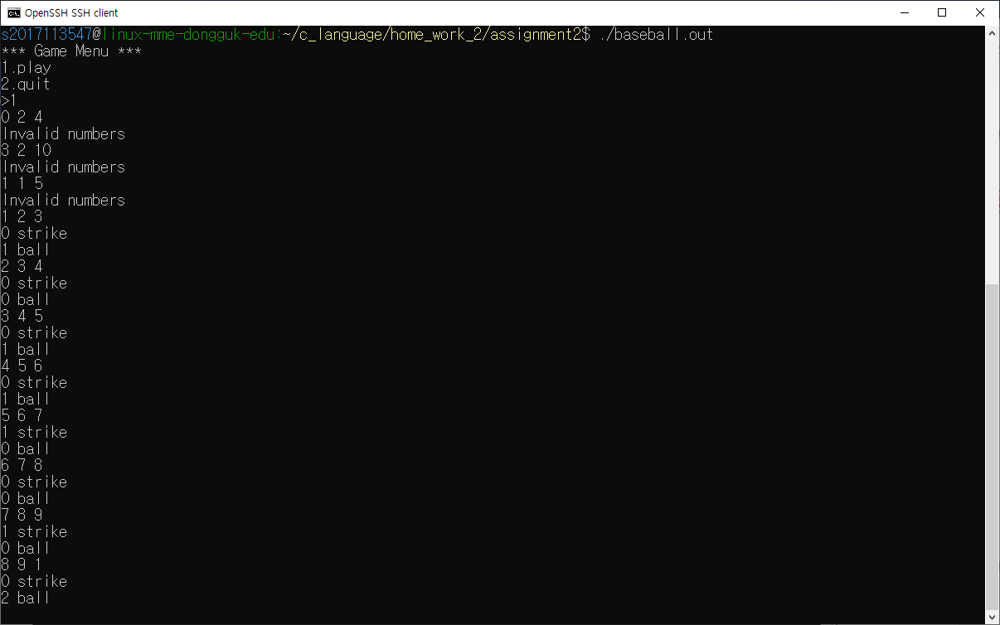 OpenSSH SSH client
s2017113547@linux-mme-dongguk-edu:~/c_language/home_work_2/assignment2$ ./baseball.out
*** Game Menu ***
1.play
2.quit
>1
0 2 4
Invalid numbers
3 2 10
Invalid numbers
1 1 5
Invalid numbers
1 2 3
0 strike
1 ball
2 3 4
0 strike
0 ball
3 4 5
0 strike
1 ball
4 5 6
0 strike
1 ball
5 6 7
1 strike
0 ball
6 7 8
0 strike
0 ball
7 8 9
1 strike
0 ball
8 9 1
0 strike
2 ball